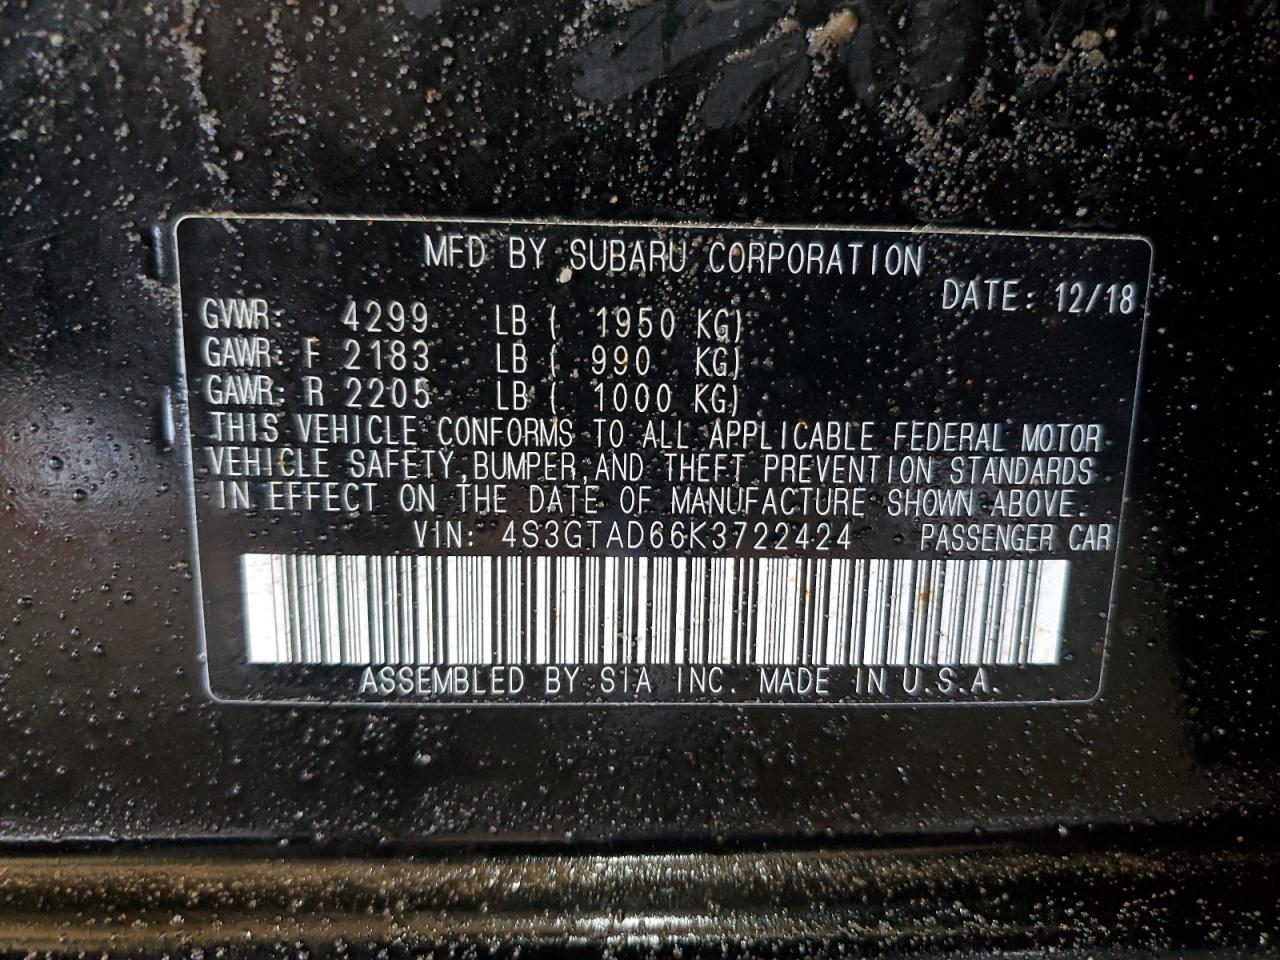 MFD BY SUBARU CORPORATION
DATE: 12/18
GVWR: 4299 LB ( 1950 KG)
GAWR: F 2183 LB ( 990 KG)
GAWR: R 2205 LB ( 1000 KG)
THIS VEHICLE CONFORMS TO ALL APPLICABLE FEDERAL MOTOR
VEHICLE SAFETY,BUMPER,AND THEFT PREVENTION STANDARDS
IN EFFECT ON THE DATE OF MANUFACTURE SHOWN ABOVE.
VIN: 4S3GTAD66K3722424 PASSENGER CAR
ASSEMBLED BY SIA INC. MADE IN U.S.A.